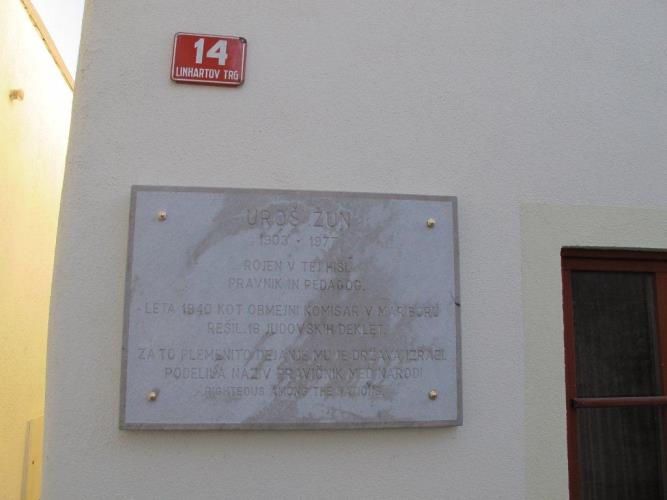 14
LINHARTOV TRG
UROŠ ŽUN
1903 - 1977
ROJEN V TEJ HIŠI,
PRAVNIK IN PEDAGOG.
LETA 1940 KOT OBMEJNI KOMISAR V MARIBORU
REŠIL 16 JUDOVSKIH DEKLET.
ZA TO PLEMENITO DEJANJE MU JE DRŽAVA IZRAEL
PODELILA NAZIV PRAVIČNIK MED NARODI
- RIGHTEOUS AMONG THE NATIONS.